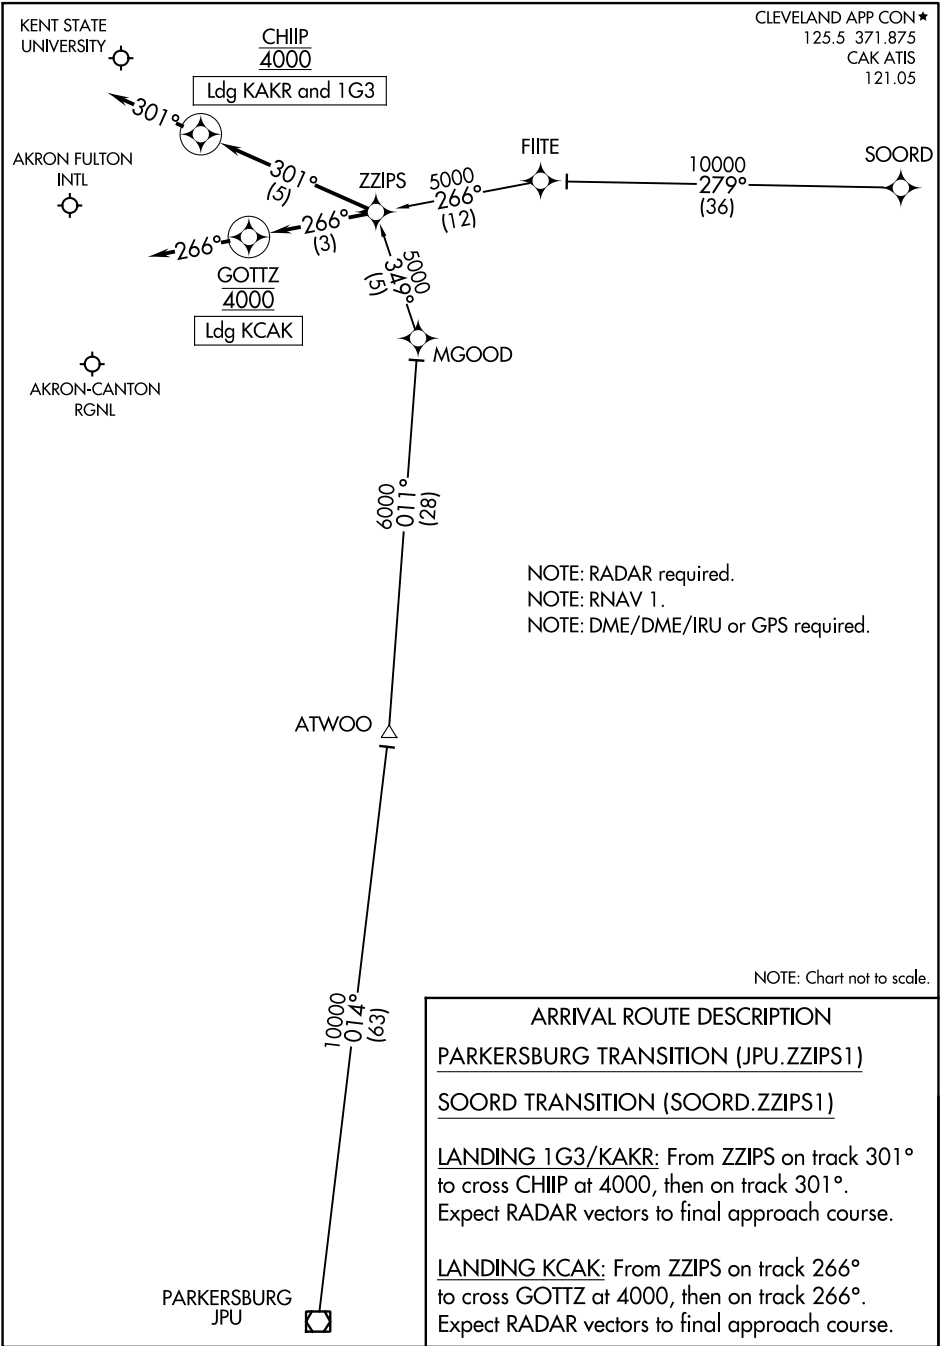 KENT STATE
UNIVERSITY
CHIIP
4000
Ldg KAKR and 1G3
CLEVELAND APP CON★
125.5 371.875
CAK ATIS
121.05
301°
AKRON FULTON
INTL
301°
(5)
ZZIPS
5000
266°
(12)
FIITE
10000
279°
(36)
SOORD
266°
266°
(3)
GOTTZ
4000
Ldg KCAK
5000
349°
(5)
MGOOD
AKRON-CANTON
RGNL
6000
011°
(28)
NOTE: RADAR required.
NOTE: RNAV 1.
NOTE: DME/DME/IRU or GPS required.
ATWOO
10000
014°
(63)
NOTE: Chart not to scale.
PARKERSBURG
JPU
ARRIVAL ROUTE DESCRIPTION
PARKERSBURG TRANSITION (JPU.ZZIPS1)
SOORD TRANSITION (SOORD.ZZIPS1)
LANDING 1G3/KAKR: From ZZIPS on track 301°
to cross CHIIP at 4000, then on track 301°.
Expect RADAR vectors to final approach course.
LANDING KCAK: From ZZIPS on track 266°
to cross GOTTZ at 4000, then on track 266°.
Expect RADAR vectors to final approach course.